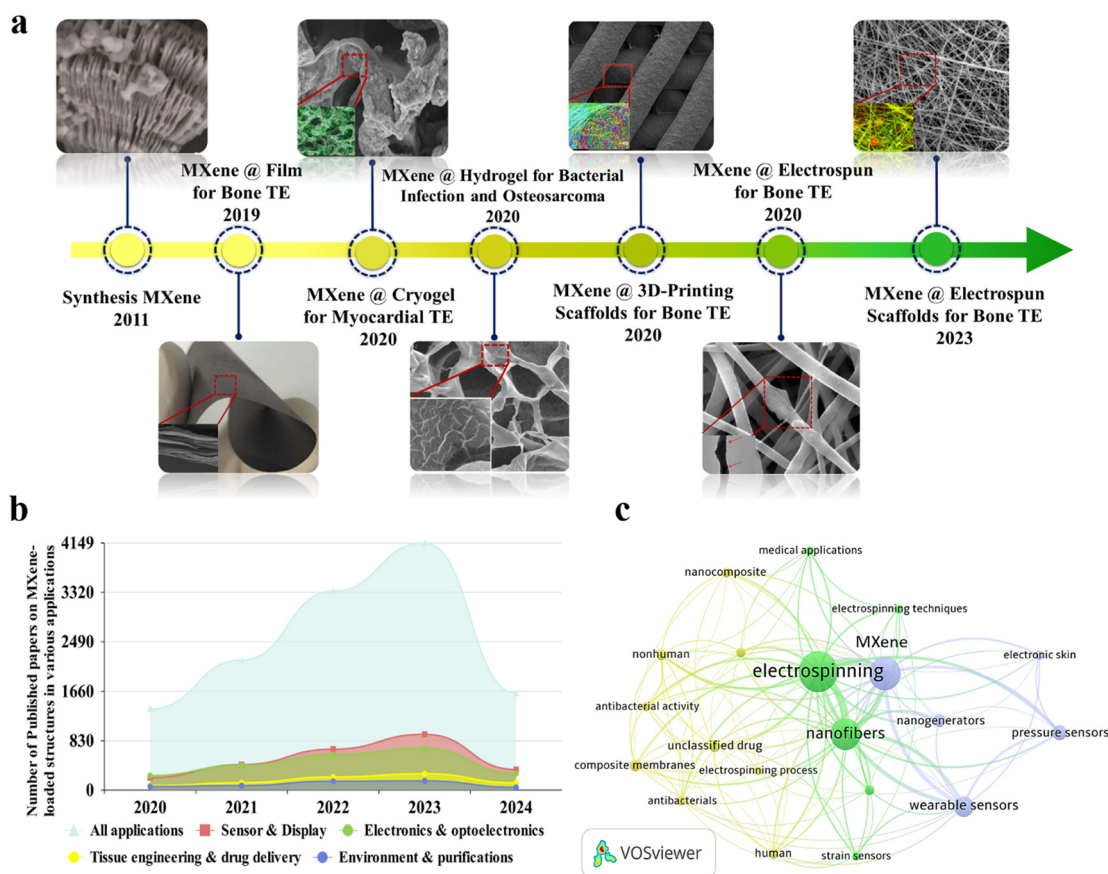 a
MXene @ Film
for Bone TE
2019
MXene @ Hydrogel for Bacterial
Infection and Osteosarcoma
2020
MXene @ Electrospun
for Bone TE
2020
Synthesis MXene
2011
MXene @ Cryogel
for Myocardial TE
2020
MXene @ 3D-Printing
Scaffolds for Bone TE
2020
MXene @ Electrospun
Scaffolds for Bone TE
2023
b
Number of Published papers on MXene-
loaded structures in various applications
4149
3320
2490
1660
830
0
2020 2021 2022 2023 2024
All applications Sensor & Display Electronics & optoelectronics
Tissue engineering & drug delivery Environment & purifications
c
medical applications
nanocomposite
electrospinning techniques
MXene
nonhuman
electronic skin
electrospinning
antibacterial activity
nanogenerators
nanofibers
pressure sensors
unclassified drug
composite membranes
electrospinning process
antibacterials
wearable sensors
human
strain sensors
VOSviewer